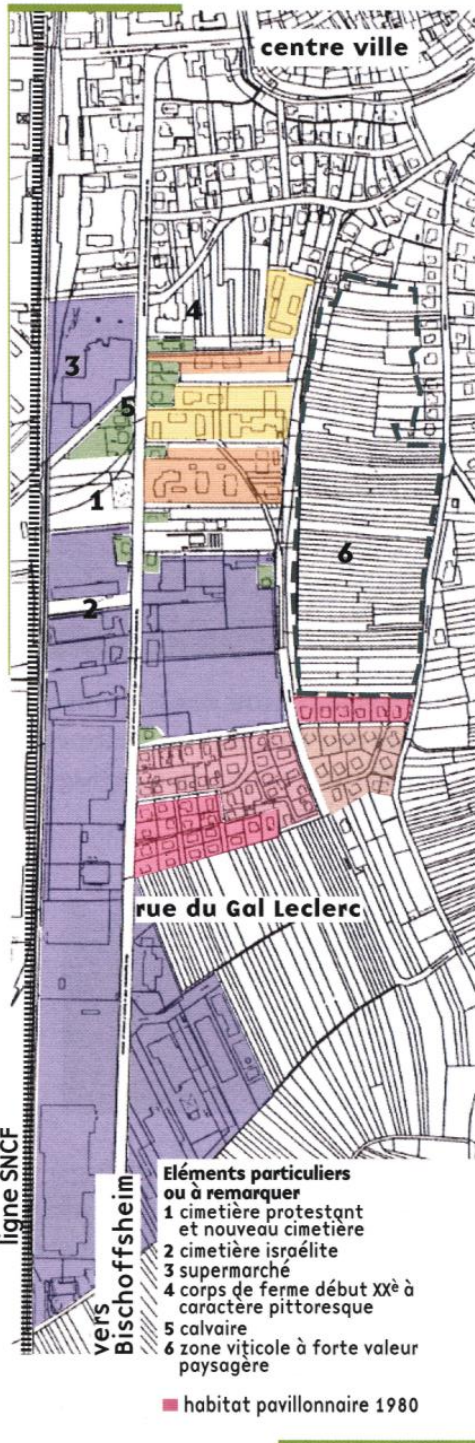 centre ville
4
3
5
1
6
2
rue du Gal Leclerc
ligne SNCF
vers
Bischoffsheim
Eléments particuliers
ou à remarquer
1 cimetière protestant
et nouveau cimetière
2 cimetière israélite
3 supermarché
4 corps de ferme début XXè à
caractère pittoresque
5 calvaire
6 zone viticole à forte valeur
paysagère
habitat pavillonnaire 1980